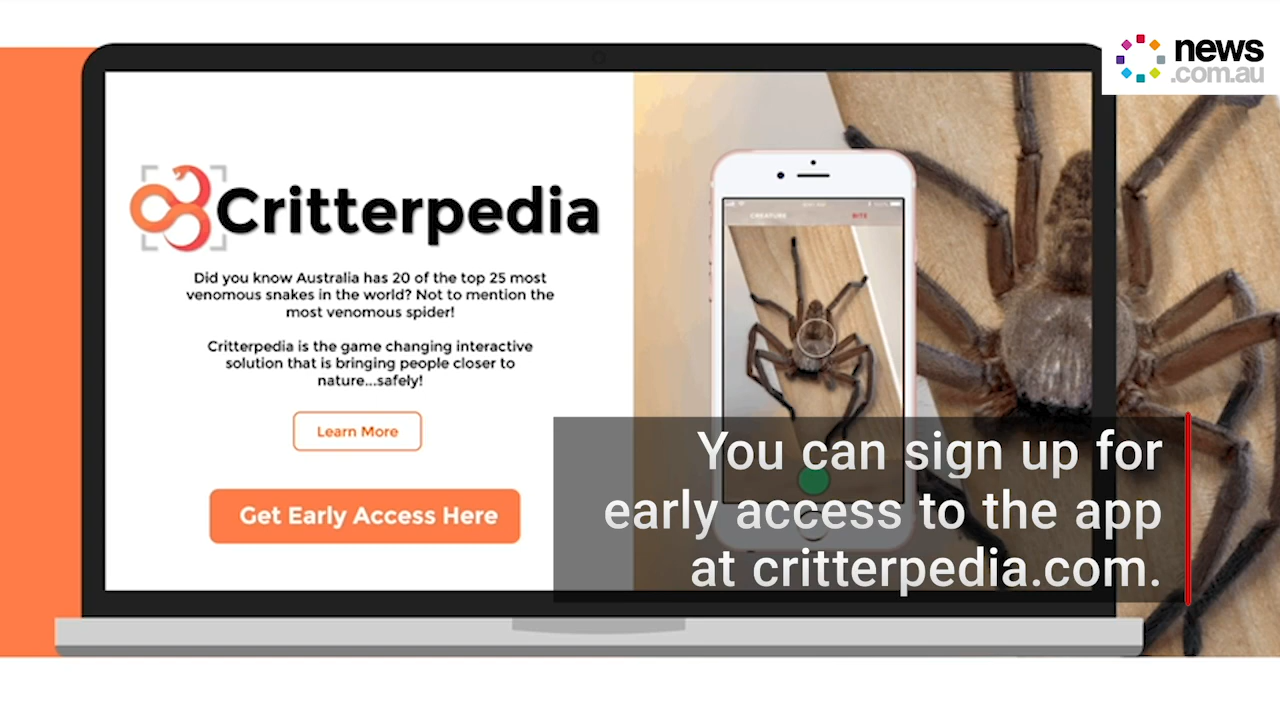 news
.com.au
Critterpedia
Did you know Australia has 20 of the top 25 most
venomous snakes in the world? Not to mention the
most venomous spider!
Critterpedia is the game changing interactive
solution that is bringing people closer to
nature...safely!
Learn More
Get Early Access Here
CREATURE
BITE
You can sign up for
early access to the app
at critterpedia.com.